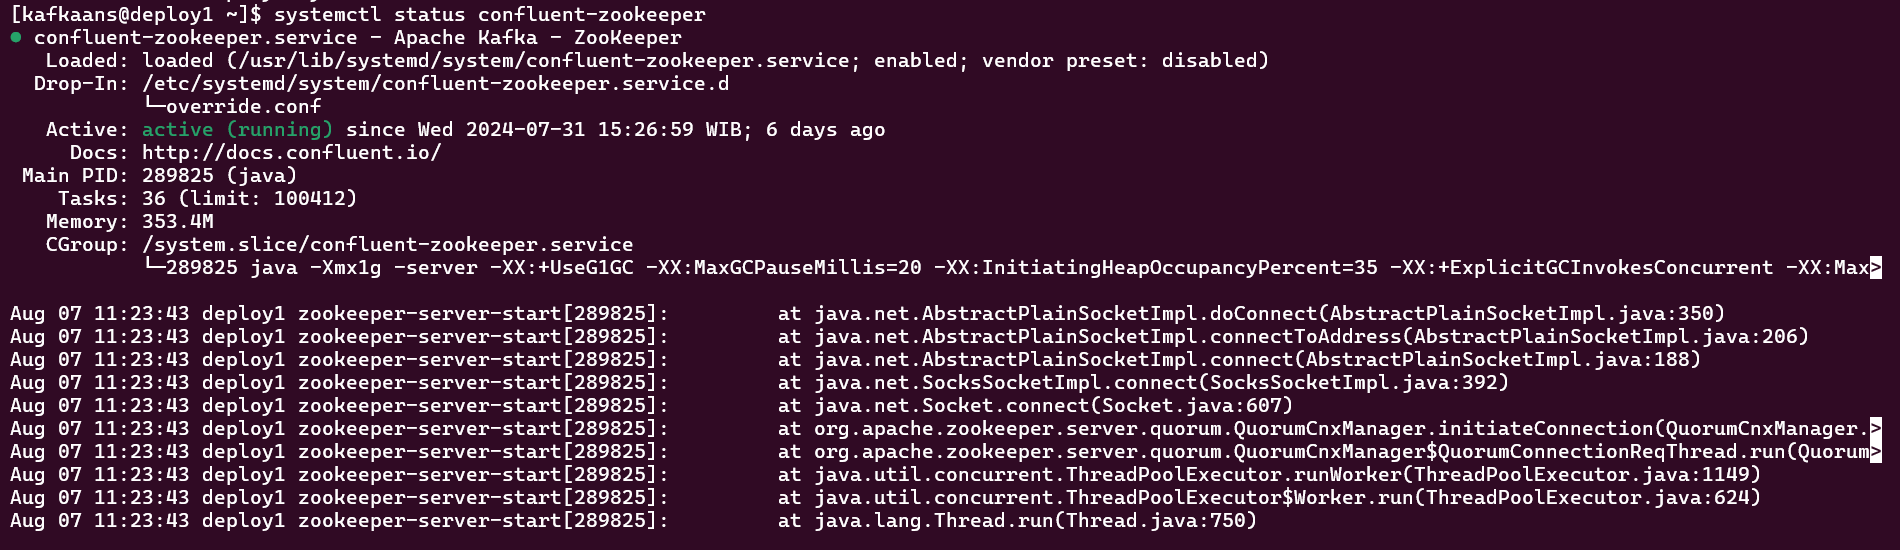 [kafkaans@deploy1 ~]$ systemctl status confluent-zookeeper
● confluent-zookeeper.service - Apache Kafka - ZooKeeper
   Loaded: loaded (/usr/lib/systemd/system/confluent-zookeeper.service; enabled; vendor preset: disabled)
  Drop-In: /etc/systemd/system/confluent-zookeeper.service.d
           └─override.conf
   Active: active (running) since Wed 2024-07-31 15:26:59 WIB; 6 days ago
     Docs: http://docs.confluent.io/
 Main PID: 289825 (java)
    Tasks: 36 (limit: 100412)
   Memory: 353.4M
   CGroup: /system.slice/confluent-zookeeper.service
           └─289825 java -Xmx1g -server -XX:+UseG1GC -XX:MaxGCPauseMillis=20 -XX:InitiatingHeapOccupancyPercent=35 -XX:+ExplicitGCInvokesConcurrent -XX:Max>
Aug 07 11:23:43 deploy1 zookeeper-server-start[289825]:         at java.net.AbstractPlainSocketImpl.doConnect(AbstractPlainSocketImpl.java:350)
Aug 07 11:23:43 deploy1 zookeeper-server-start[289825]:         at java.net.AbstractPlainSocketImpl.connectToAddress(AbstractPlainSocketImpl.java:206)
Aug 07 11:23:43 deploy1 zookeeper-server-start[289825]:         at java.net.AbstractPlainSocketImpl.connect(AbstractPlainSocketImpl.java:188)
Aug 07 11:23:43 deploy1 zookeeper-server-start[289825]:         at java.net.SocksSocketImpl.connect(SocksSocketImpl.java:392)
Aug 07 11:23:43 deploy1 zookeeper-server-start[289825]:         at java.net.Socket.connect(Socket.java:607)
Aug 07 11:23:43 deploy1 zookeeper-server-start[289825]:         at org.apache.zookeeper.server.quorum.QuorumCnxManager.initiateConnection(QuorumCnxManager.>
Aug 07 11:23:43 deploy1 zookeeper-server-start[289825]:         at org.apache.zookeeper.server.quorum.QuorumCnxManager$QuorumConnectionReqThread.run(Quorum>
Aug 07 11:23:43 deploy1 zookeeper-server-start[289825]:         at java.util.concurrent.ThreadPoolExecutor.runWorker(ThreadPoolExecutor.java:1149)
Aug 07 11:23:43 deploy1 zookeeper-server-start[289825]:         at java.util.concurrent.ThreadPoolExecutor$Worker.run(ThreadPoolExecutor.java:624)
Aug 07 11:23:43 deploy1 zookeeper-server-start[289825]:         at java.lang.Thread.run(Thread.java:750)